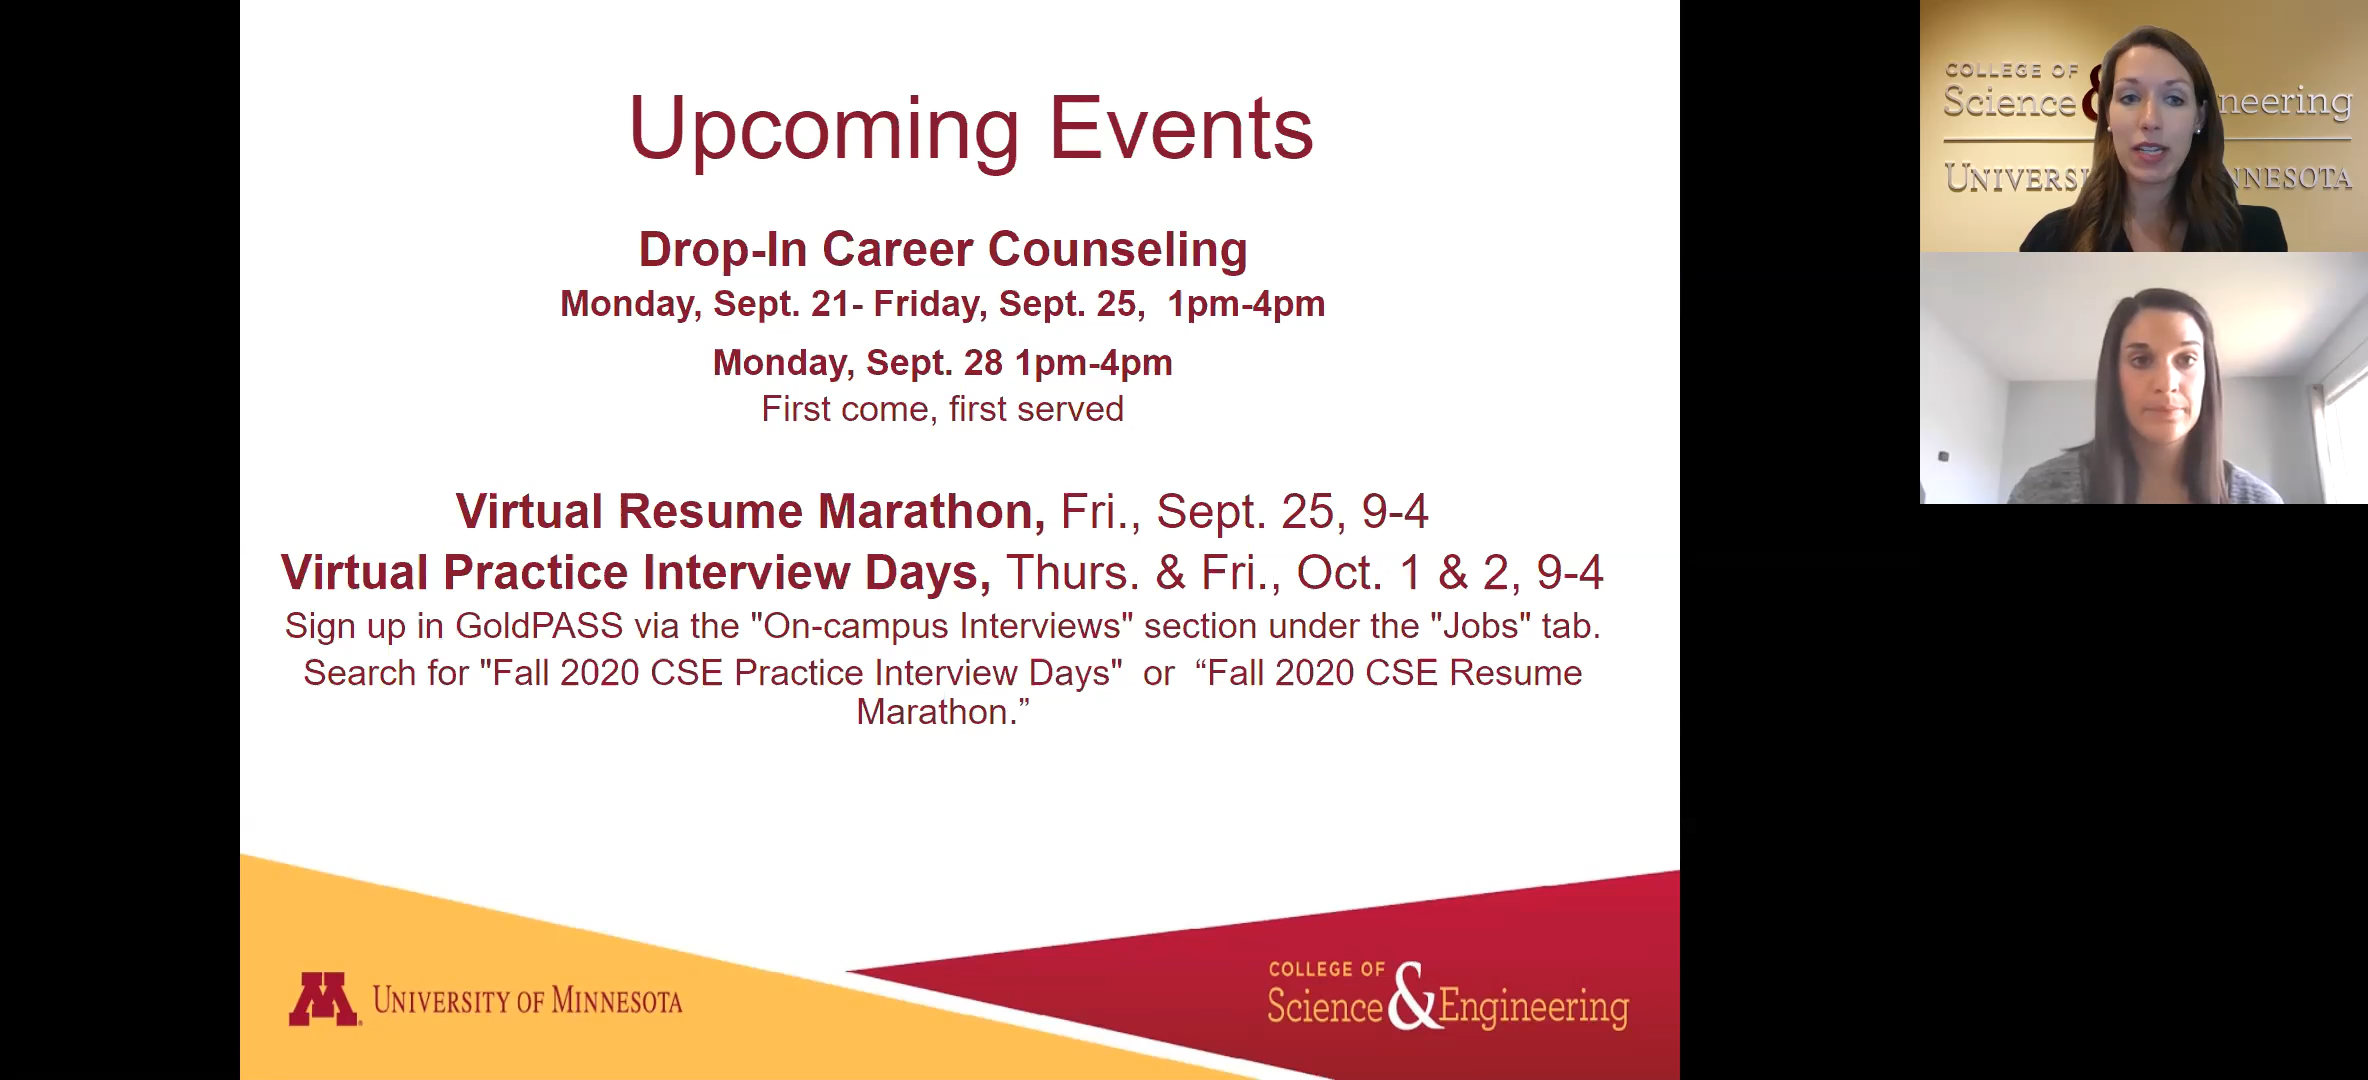 Upcoming Events
Drop-In Career Counseling
Monday, Sept. 21- Friday, Sept. 25,  1pm-4pm
Monday, Sept. 28 1pm-4pm
First come, first served
Virtual Resume Marathon, Fri., Sept. 25, 9-4
Virtual Practice Interview Days, Thurs. & Fri., Oct. 1 & 2, 9-4
Sign up in GoldPASS via the "On-campus Interviews" section under the "Jobs" tab.
Search for "Fall 2020 CSE Practice Interview Days"  or  “Fall 2020 CSE Resume
Marathon.”
M UNIVERSITY OF MINNESOTA
COLLEGE OF
Science & Engineering
COLLEGE OF
Science & neering
UNIVERS NNESOTA